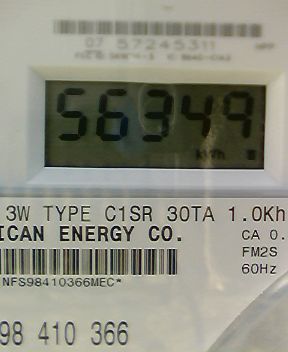 07 57245311
56349
kWh
3W TYPE C1SR 30TA 1.0Kh
ICAN ENERGY CO.
CA 0.
FM2S
60Hz
NFS98410366MEC*
98 410 366